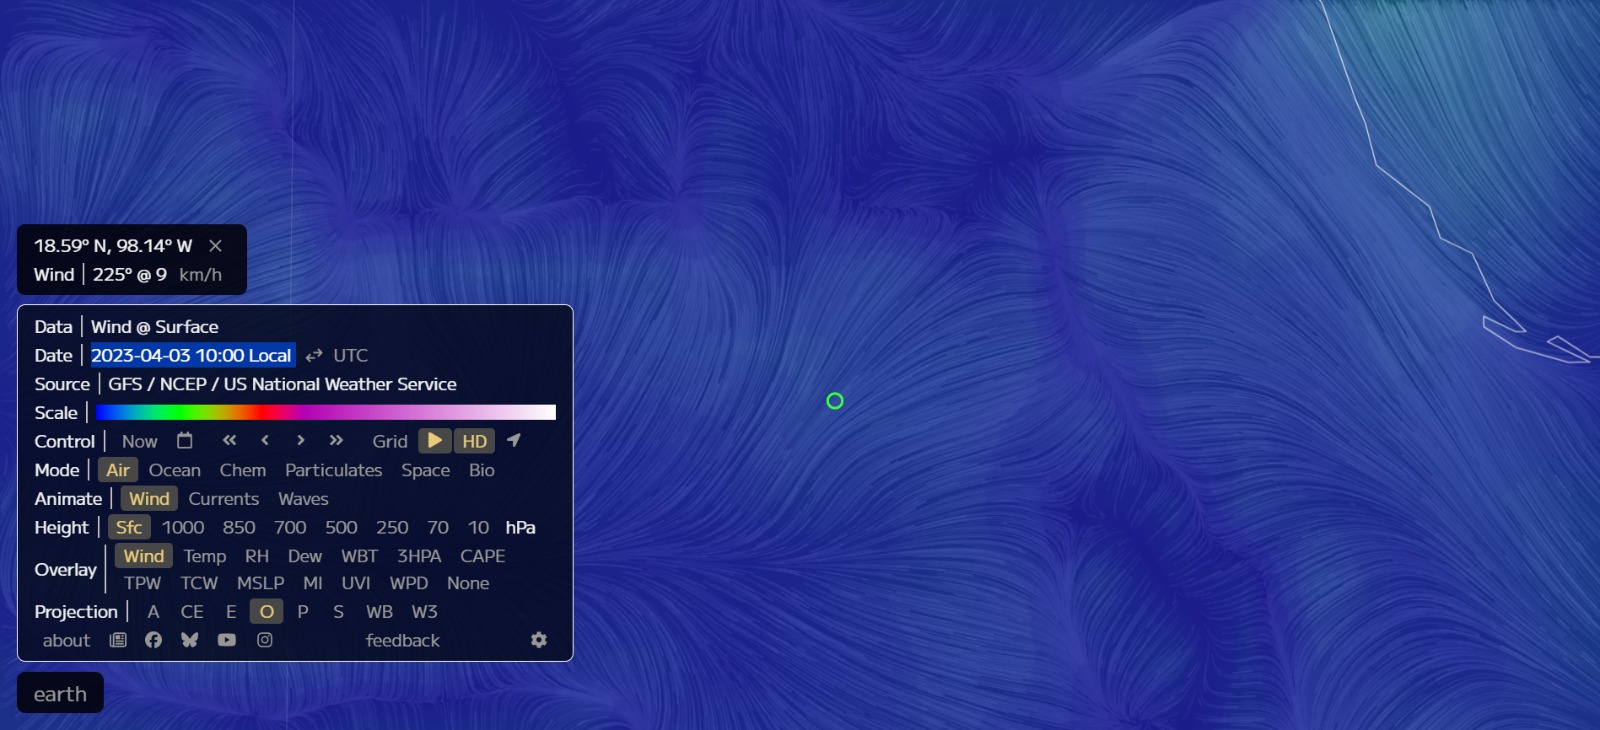 18.59° N, 98.14° W ×
Wind | 225° @ 9 km/h
Data | Wind @ Surface
Date | 2023-04-03 10:00 Local UTC
Source | GFS / NCEP / US National Weather Service
Scale |
Control | Now « ‹ › » Grid HD
Mode | Air Ocean Chem Particulates Space Bio
Animate | Wind Currents Waves
Height | Sfc 1000 850 700 500 250 70 10 hPa
Overlay | Wind Temp RH Dew WBT 3HPA CAPE
TPW TCW MSLP MI UVI WPD None
Projection | A CE E O P S WB W3
about feedback
earth